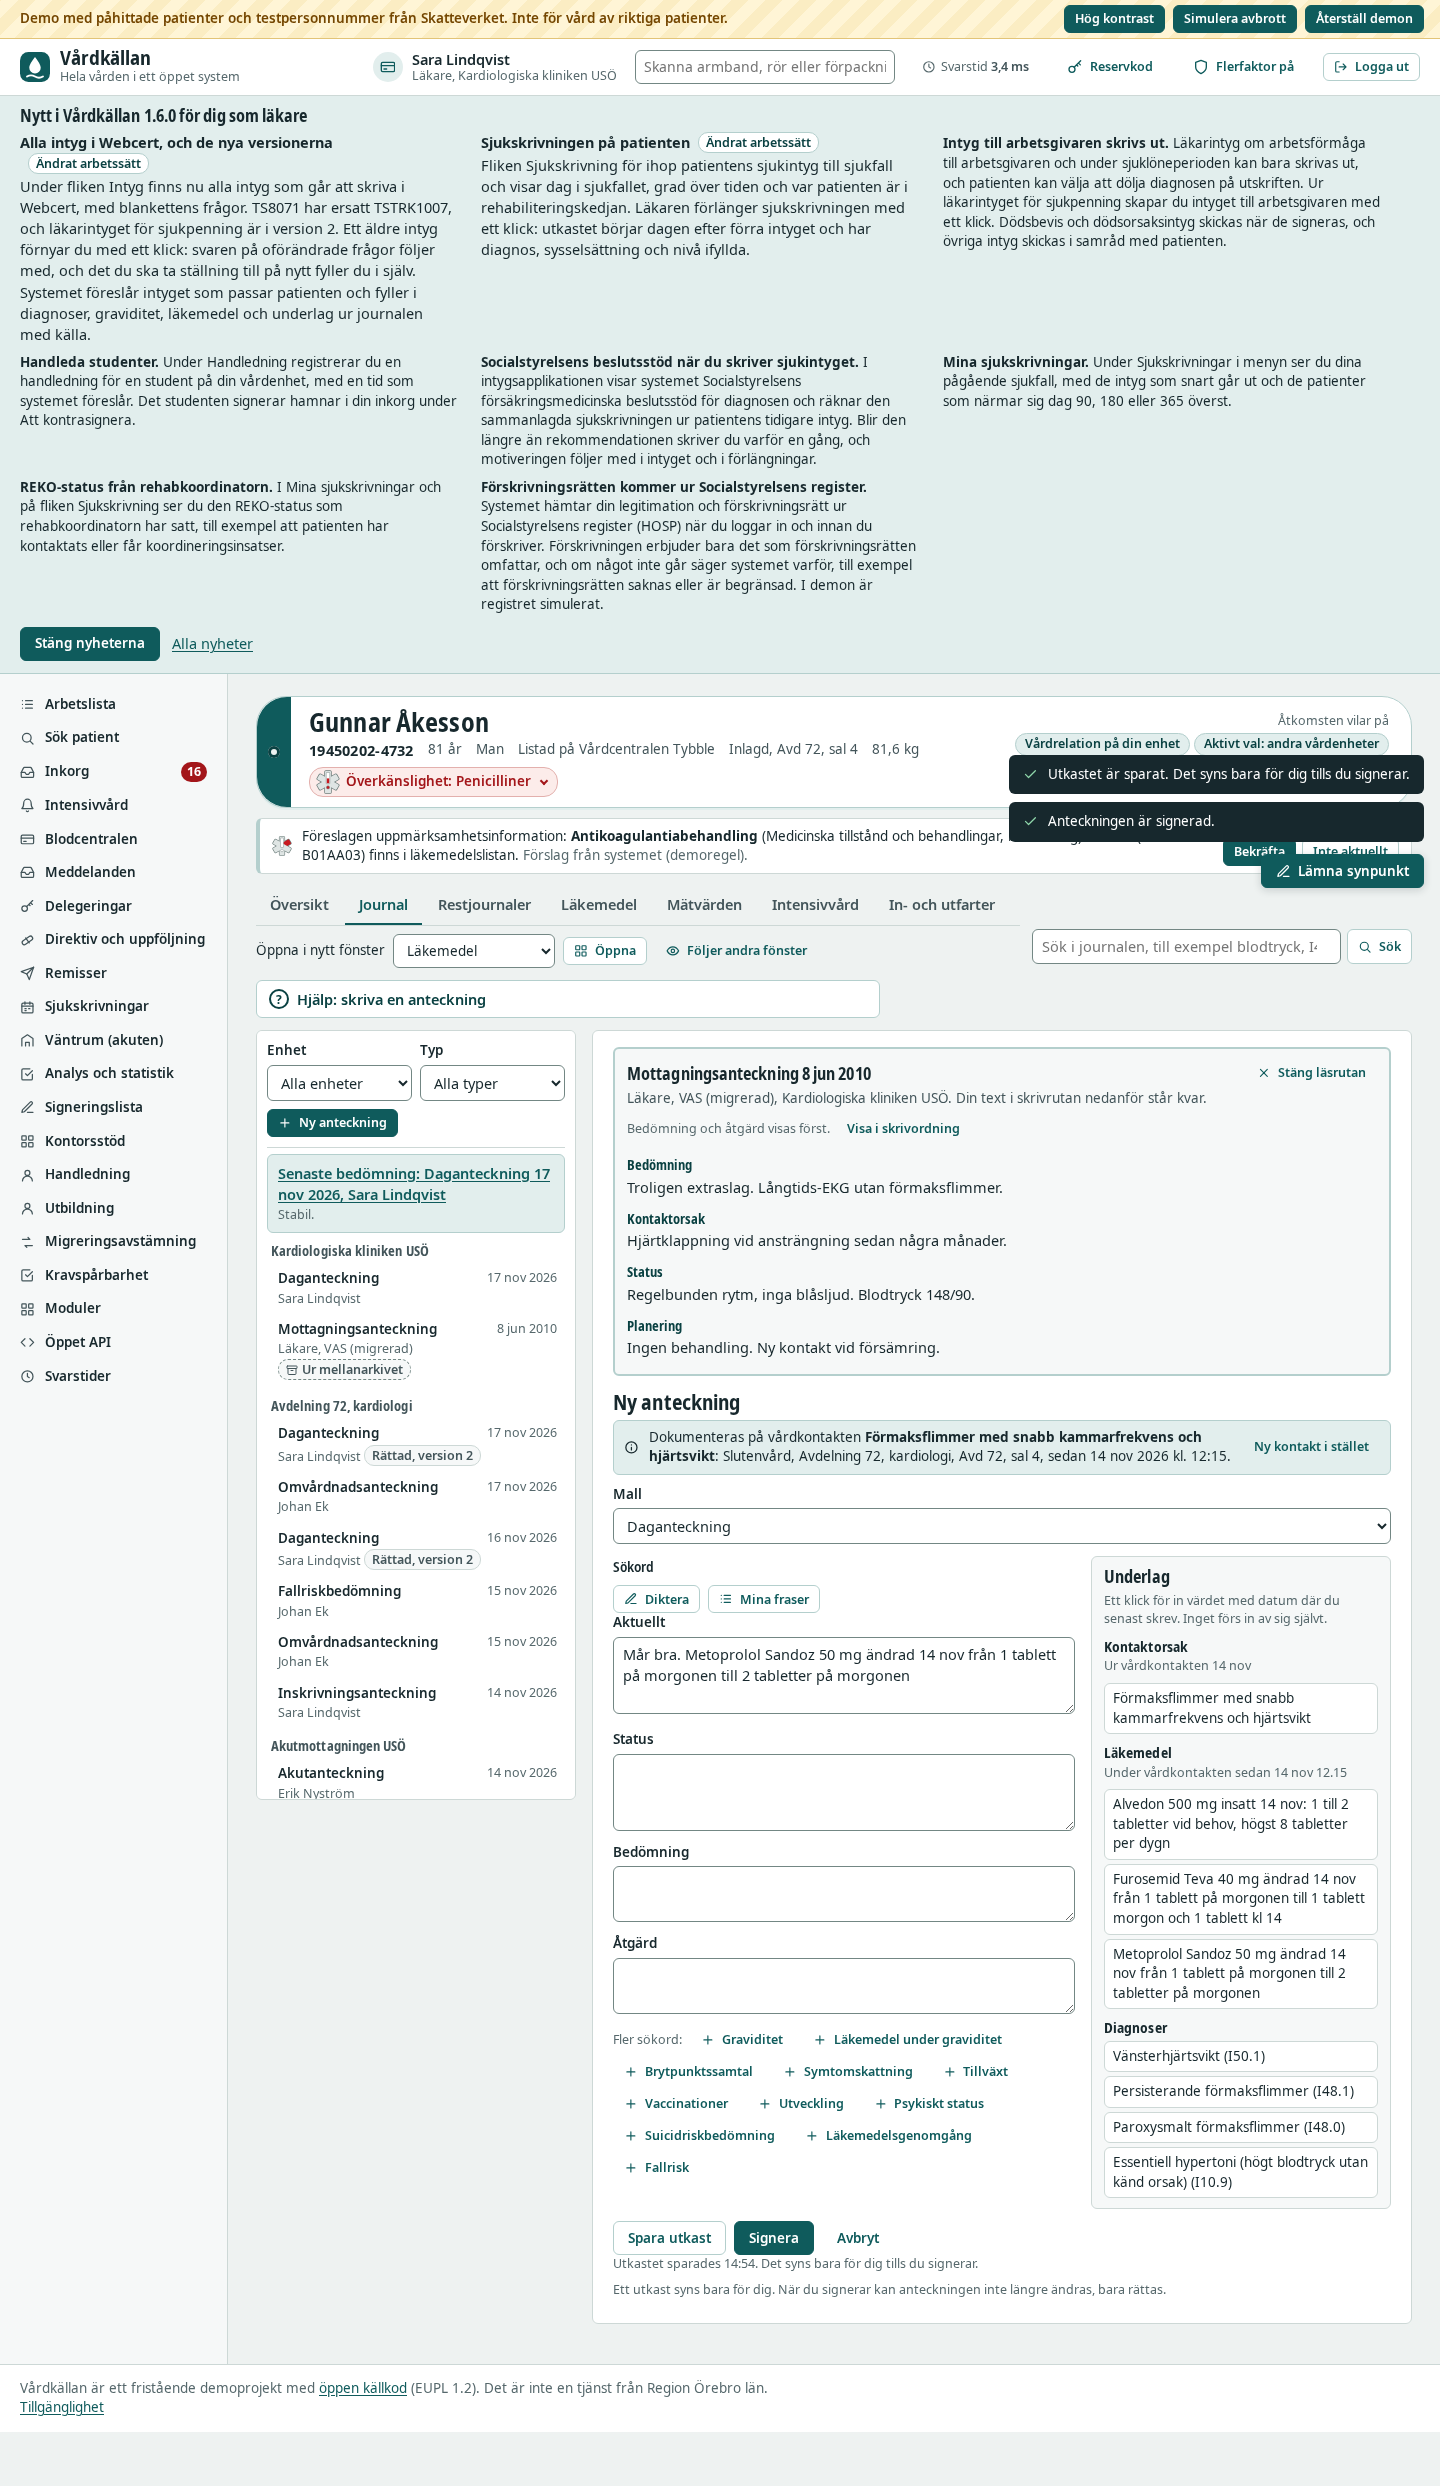 Demo med påhittade patienter och testpersonnummer från Skatteverket. Inte för vård av riktiga patienter.
Hög kontrast
Simulera avbrott
Återställ demon
Vårdkällan
Hela vården i ett öppet system
Sara Lindqvist
Läkare, Kardiologiska kliniken USÖ
Skanna armband, rör eller förpackni
Svarstid 3,4 ms
Reservkod
Flerfaktor på
Logga ut
Nytt i Vårdkällan 1.6.0 för dig som läkare
Alla intyg i Webcert, och de nya versionerna
Ändrat arbetssätt
Under fliken Intyg finns nu alla intyg som går att skriva i
Webcert, med blankettens frågor. TS8071 har ersatt TSTRK1007,
och läkarintyget för sjukpenning är i version 2. Ett äldre intyg
förnyar du med ett klick: svaren på oförändrade frågor följer
med, och det du ska ta ställning till på nytt fyller du i själv.
Systemet föreslår intyget som passar patienten och fyller i
diagnoser, graviditet, läkemedel och underlag ur journalen
med källa.
Sjukskrivningen på patienten Ändrat arbetssätt
Fliken Sjukskrivning för ihop patientens sjukintyg till sjukfall
och visar dag i sjukfallet, grad över tiden och var patienten är i
rehabiliteringskedjan. Läkaren förlänger sjukskrivningen med
ett klick: utkastet börjar dagen efter förra intyget och har
diagnos, sysselsättning och nivå ifyllda.
Intyg till arbetsgivaren skrivs ut. Läkarintyg om arbetsförmåga
till arbetsgivaren och under sjuklöneperioden kan bara skrivas ut,
och patienten kan välja att dölja diagnosen på utskriften. Ur
läkarintyget för sjukpenning skapar du intyget till arbetsgivaren med
ett klick. Dödsbevis och dödsorsaksintyg skickas när de signeras, och
övriga intyg skickas i samråd med patienten.
Handleda studenter. Under Handledning registrerar du en
handledning för en student på din vårdenhet, med en tid som
systemet föreslår. Det studenten signerar hamnar i din inkorg under
Att kontrasignera.
Socialstyrelsens beslutsstöd när du skriver sjukintyget. I
intygsapplikationen visar systemet Socialstyrelsens
försäkringsmedicinska beslutsstöd för diagnosen och räknar den
sammanlagda sjukskrivningen ur patientens tidigare intyg. Blir den
längre än rekommendationen skriver du varför en gång, och
motiveringen följer med i intyget och i förlängningar.
Mina sjukskrivningar. Under Sjukskrivningar i menyn ser du dina
pågående sjukfall, med de intyg som snart går ut och de patienter
som närmar sig dag 90, 180 eller 365 överst.
REKO-status från rehabkoordinatorn. I Mina sjukskrivningar och
på fliken Sjukskrivning ser du den REKO-status som
rehabkoordinatorn har satt, till exempel att patienten har
kontaktats eller får koordineringsinsatser.
Förskrivningsrätten kommer ur Socialstyrelsens register.
Systemet hämtar din legitimation och förskrivningsrätt ur
Socialstyrelsens register (HOSP) när du loggar in och innan du
förskriver. Förskrivningen erbjuder bara det som förskrivningsrätten
omfattar, och om något inte går säger systemet varför, till exempel
att förskrivningsrätten saknas eller är begränsad. I demon är
registret simulerat.
Stäng nyheterna
Alla nyheter
Arbetslista
Sök patient
Inkorg 16
Intensivvård
Blodcentralen
Meddelanden
Delegeringar
Direktiv och uppföljning
Remisser
Sjukskrivningar
Väntrum (akuten)
Analys och statistik
Signeringslista
Kontorsstöd
Handledning
Utbildning
Migreringsavstämning
Kravspårbarhet
Moduler
Öppet API
Svarstider
Gunnar Åkesson
19450202-4732 81 år Man Listad på Vårdcentralen Tybble Inlagd, Avd 72, sal 4 81,6 kg
Överkänslighet: Penicilliner
Åtkomsten vilar på
Vårdrelation på din enhet
Aktivt val: andra vårdenheter
Utkastet är sparat. Det syns bara för dig tills du signerar.
Anteckningen är signerad.
Föreslagen uppmärksamhetsinformation: Antikoagulantiabehandling (Medicinska tillstånd och behandlingar,
B01AA03) finns i läkemedelslistan. Förslag från systemet (demoregel).
Bekräfta
Inte aktuellt
Lämna synpunkt
Översikt
Journal
Restjournaler
Läkemedel
Mätvärden
Intensivvård
In- och utfarter
Öppna i nytt fönster
Läkemedel
Öppna
Följer andra fönster
Sök i journalen, till exempel blodtryck, I4
Sök
? Hjälp: skriva en anteckning
Enhet
Typ
Alla enheter
Alla typer
Ny anteckning
Senaste bedömning: Daganteckning 17
nov 2026, Sara Lindqvist
Stabil.
Kardiologiska kliniken USÖ
Daganteckning 17 nov 2026
Sara Lindqvist
Mottagningsanteckning 8 jun 2010
Läkare, VAS (migrerad)
Ur mellanarkivet
Avdelning 72, kardiologi
Daganteckning 17 nov 2026
Sara Lindqvist Rättad, version 2
Omvårdnadsanteckning 17 nov 2026
Johan Ek
Daganteckning 16 nov 2026
Sara Lindqvist Rättad, version 2
Fallriskbedömning 15 nov 2026
Johan Ek
Omvårdnadsanteckning 15 nov 2026
Johan Ek
Inskrivningsanteckning 14 nov 2026
Sara Lindqvist
Akutmottagningen USÖ
Akutanteckning 14 nov 2026
Erik Nyström
Mottagningsanteckning 8 jun 2010
Stäng läsrutan
Läkare, VAS (migrerad), Kardiologiska kliniken USÖ. Din text i skrivrutan nedanför står kvar.
Bedömning och åtgärd visas först. Visa i skrivordning
Bedömning
Troligen extraslag. Långtids-EKG utan förmaksflimmer.
Kontaktorsak
Hjärtklappning vid ansträngning sedan några månader.
Status
Regelbunden rytm, inga blåsljud. Blodtryck 148/90.
Planering
Ingen behandling. Ny kontakt vid försämring.
Ny anteckning
Dokumenteras på vårdkontakten Förmaksflimmer med snabb kammarfrekvens och
hjärtsvikt: Slutenvård, Avdelning 72, kardiologi, Avd 72, sal 4, sedan 14 nov 2026 kl. 12:15.
Ny kontakt i stället
Mall
Daganteckning
Sökord
Diktera
Mina fraser
Aktuellt
Mår bra. Metoprolol Sandoz 50 mg ändrad 14 nov från 1 tablett
på morgonen till 2 tabletter på morgonen
Status
Bedömning
Åtgärd
Fler sökord:
Graviditet
Läkemedel under graviditet
Brytpunktssamtal
Symtomskattning
Tillväxt
Vaccinationer
Utveckling
Psykiskt status
Suicidriskbedömning
Läkemedelsgenomgång
Fallrisk
Underlag
Ett klick för in värdet med datum där du
senast skrev. Inget förs in av sig självt.
Kontaktorsak
Ur vårdkontakten 14 nov
Förmaksflimmer med snabb
kammarfrekvens och hjärtsvikt
Läkemedel
Under vårdkontakten sedan 14 nov 12.15
Alvedon 500 mg insatt 14 nov: 1 till 2
tabletter vid behov, högst 8 tabletter
per dygn
Furosemid Teva 40 mg ändrad 14 nov
från 1 tablett på morgonen till 1 tablett
morgon och 1 tablett kl 14
Metoprolol Sandoz 50 mg ändrad 14
nov från 1 tablett på morgonen till 2
tabletter på morgonen
Diagnoser
Vänsterhjärtsvikt (I50.1)
Persisterande förmaksflimmer (I48.1)
Paroxysmalt förmaksflimmer (I48.0)
Essentiell hypertoni (högt blodtryck utan
känd orsak) (I10.9)
Spara utkast
Signera
Avbryt
Utkastet sparades 14:54. Det syns bara för dig tills du signerar.
Ett utkast syns bara för dig. När du signerar kan anteckningen inte längre ändras, bara rättas.
Vårdkällan är ett fristående demoprojekt med öppen källkod (EUPL 1.2). Det är inte en tjänst från Region Örebro län.
Tillgänglighet